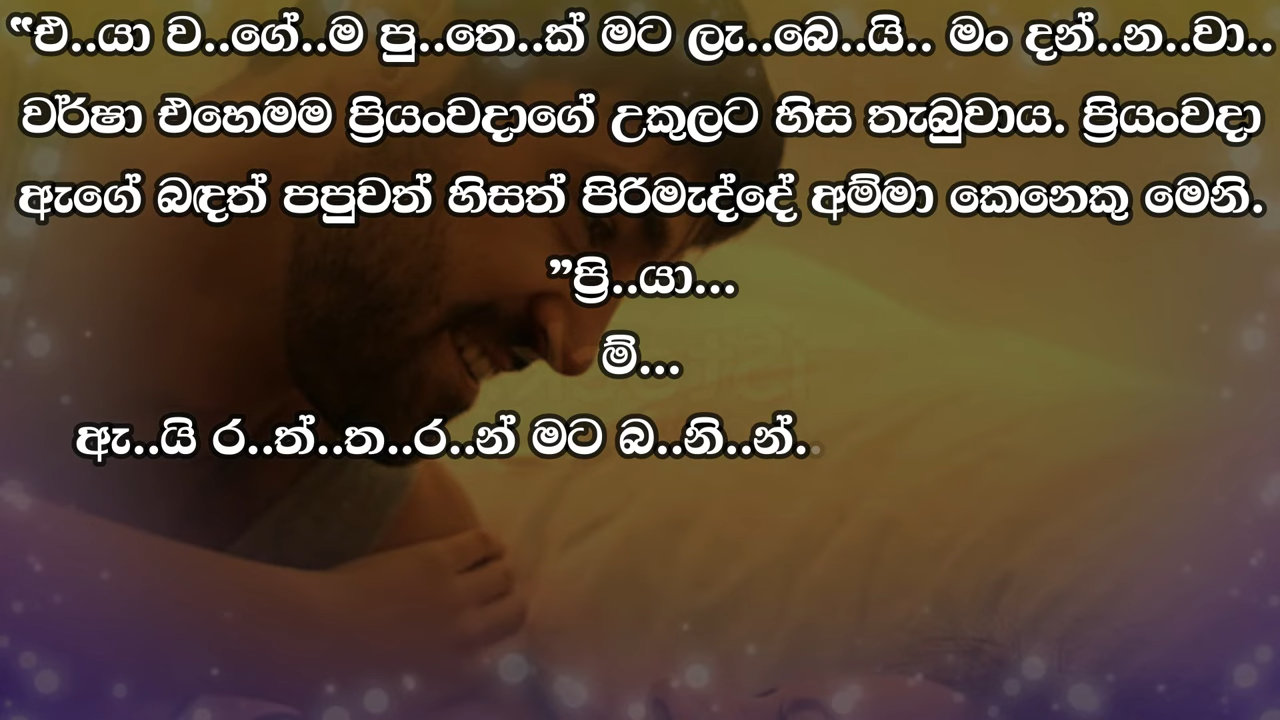 “එ..යා ව..ගේ..ම පු..තෙ..ක් මට ලැ..බෙ..යි.. මං දන්..න..වා..
වර්ෂා එහෙමම ප්‍රියංවදාගේ උකුලට හිස තැබුවාය. ප්‍රියංවදා
ඇගේ බඳත් පපුවත් හිසත් පිරිමැද්දේ අම්මා කෙනෙකු මෙනි.
”ප්‍රි..යා...
ම්...
ඇ..යි ර..ත්..ත..ර..න් මට බ..නි..න්..